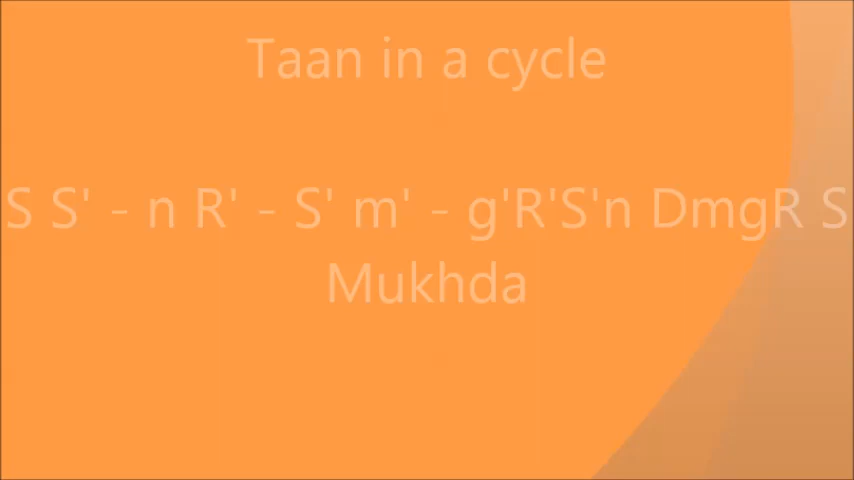 Taan in a cycle
S S' - n R' - S' m' - g'R'S'n DmgR S
Mukhda